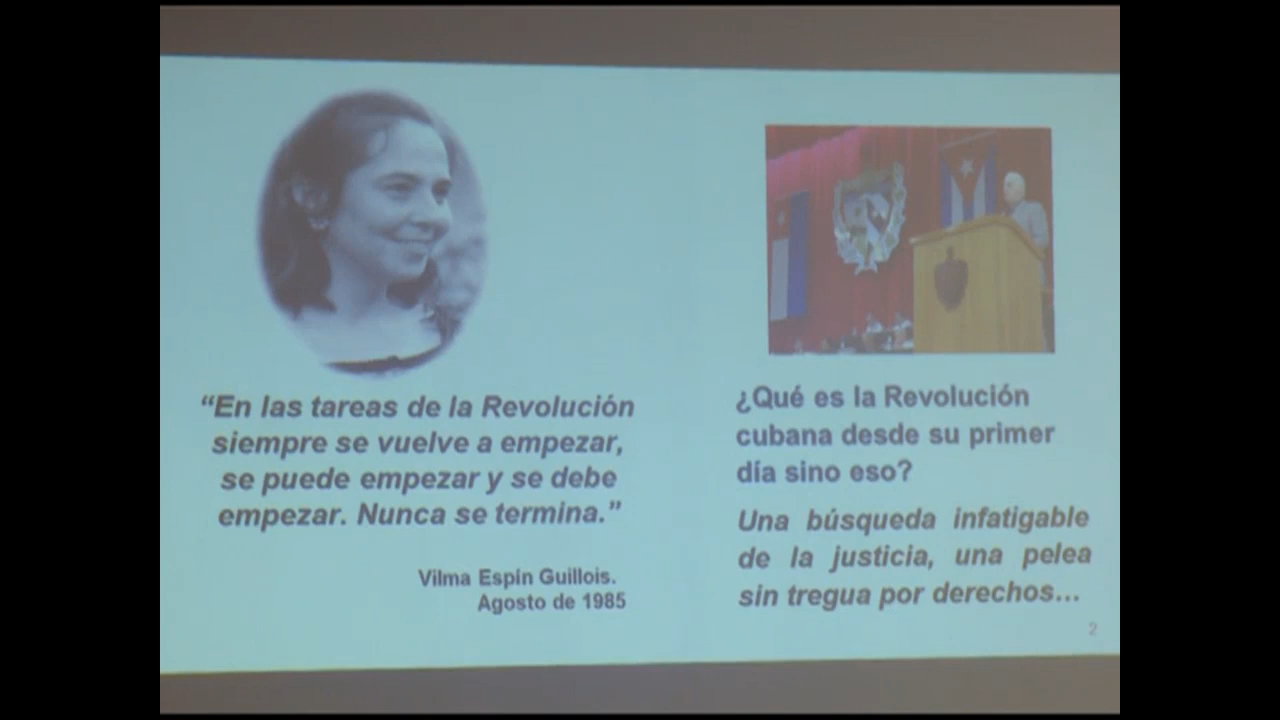 “En las tareas de la Revolución
siempre se vuelve a empezar,
se puede empezar y se debe
empezar. Nunca se termina.”
Vilma Espín Guillois.
Agosto de 1985
¿Qué es la Revolución
cubana desde su primer
día sino eso?
Una búsqueda infatigable
de la justicia, una pelea
sin tregua por derechos...
2